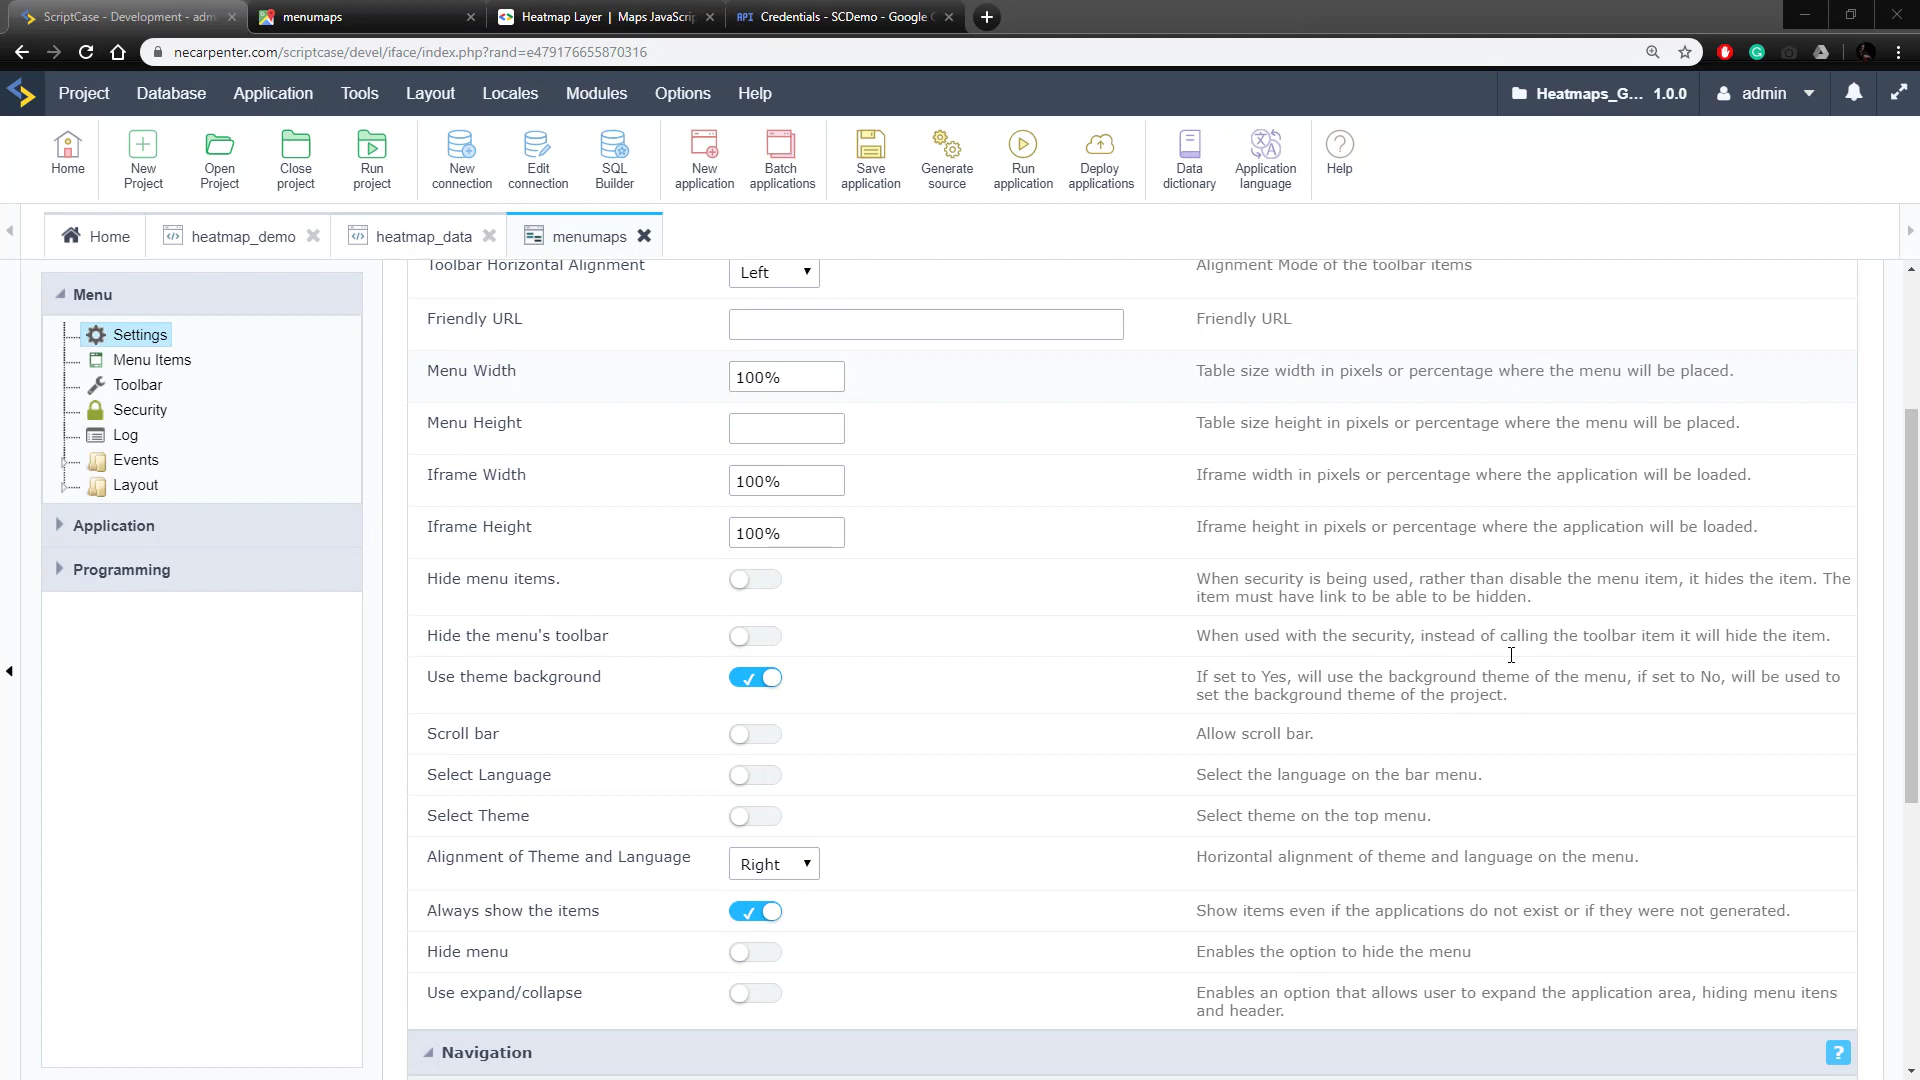 ScriptCase - Development - adm
menumaps
Heatmap Layer | Maps JavaScri
API Credentials - SCDemo - Google C
necarpenter.com/scriptcase/devel/iface/index.php?rand=e479176655870316
Project Database Application Tools Layout Locales Modules Options Help
Heatmaps_G... 1.0.0 admin
Home
New Project
Open Project
Close project
Run project
New connection
Edit connection
SQL Builder
New application
Batch applications
Save application
Generate source
Run application
Deploy applications
Data dictionary
Application language
Help
Home heatmap_demo heatmap_data menumaps
Menu
Settings
Menu Items
Toolbar
Security
Log
Events
Layout
Application
Programming
Toolbar Horizontal Alignment Left Alignment Mode of the toolbar items
Friendly URL Friendly URL
Menu Width 100% Table size width in pixels or percentage where the menu will be placed.
Menu Height Table size height in pixels or percentage where the menu will be placed.
Iframe Width 100% Iframe width in pixels or percentage where the application will be loaded.
Iframe Height 100% Iframe height in pixels or percentage where the application will be loaded.
Hide menu items. When security is being used, rather than disable the menu item, it hides the item. The
item must have link to be able to be hidden.
Hide the menu's toolbar When used with the security, instead of calling the toolbar item it will hide the item.
Use theme background If set to Yes, will use the background theme of the menu, if set to No, will be used to
set the background theme of the project.
Scroll bar Allow scroll bar.
Select Language Select the language on the bar menu.
Select Theme Select theme on the top menu.
Alignment of Theme and Language Right Horizontal alignment of theme and language on the menu.
Always show the items Show items even if the applications do not exist or if they were not generated.
Hide menu Enables the option to hide the menu
Use expand/collapse Enables an option that allows user to expand the application area, hiding menu itens
and header.
Navigation ?